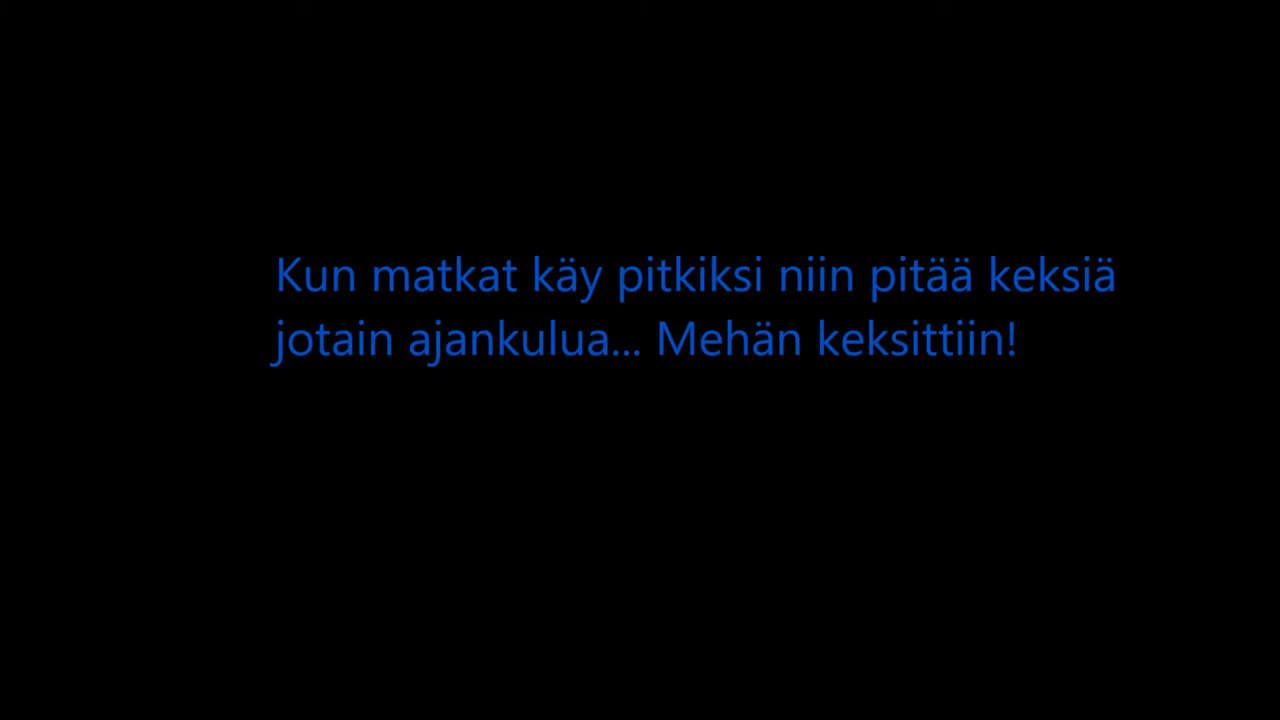 Kun matkat käy pitkiksi niin pitää keksiä
jotain ajankulua... Mehän keksittiin!